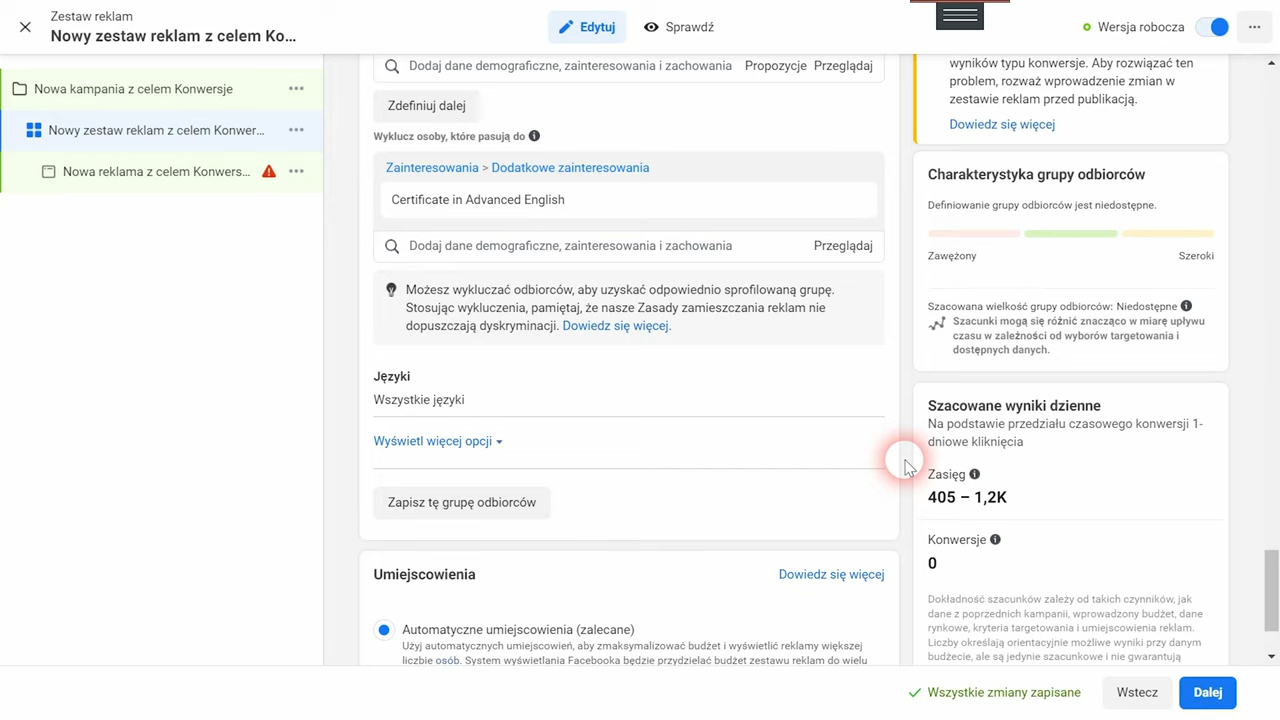 Zestaw reklam
Nowy zestaw reklam z celem Ko...
Edytuj
Sprawdź
Wersja robocza
Nowa kampania z celem Konwersje
Nowy zestaw reklam z celem Konwer...
Nowa reklama z celem Konwers...
Dodaj dane demograficzne, zainteresowania i zachowania Propozycje Przeglądaj
Zdefiniuj dalej
Wyklucz osoby, które pasują do
Zainteresowania > Dodatkowe zainteresowania
Certificate in Advanced English
Dodaj dane demograficzne, zainteresowania i zachowania Przeglądaj
Możesz wykluczać odbiorców, aby uzyskać odpowiednio sprofilowaną grupę.
Stosując wykluczenia, pamiętaj, że nasze Zasady zamieszczania reklam nie
dopuszczają dyskryminacji. Dowiedz się więcej.
Języki
Wszystkie języki
Wyświetl więcej opcji
Zapisz tę grupę odbiorców
Umiejscowienia Dowiedz się więcej
Automatyczne umiejscowienia (zalecane)
Użyj automatycznych umiejscowień, aby zmaksymalizować budżet i wyświetlić reklamy większej
liczbie osób. System wyświetlania Facebooka będzie przydzielać budżet zestawu reklam do wielu
wyników typu konwersje. Aby rozwiązać ten
problem, rozważ wprowadzenie zmian w
zestawie reklam przed publikacją.
Dowiedz się więcej
Charakterystyka grupy odbiorców
Definiowanie grupy odbiorców jest niedostępne.
Zawężony Szeroki
Szacowana wielkość grupy odbiorców: Niedostępne
Szacunki mogą się różnić znacząco w miarę upływu
czasu w zależności od wyborów targetowania i
dostępnych danych.
Szacowane wyniki dzienne
Na podstawie przedziału czasowego konwersji 1-
dniowe kliknięcia
Zasięg
405 – 1,2K
Konwersje
0
Dokładność szacunków zależy od takich czynników, jak
dane z poprzednich kampanii, wprowadzony budżet, dane
rynkowe, kryteria targetowania i umiejscowienia reklam.
Liczby określają orientacyjnie możliwe wyniki przy danym
budżecie, ale są jedynie szacunkowe i nie gwarantują
Wszystkie zmiany zapisane
Wstecz
Dalej